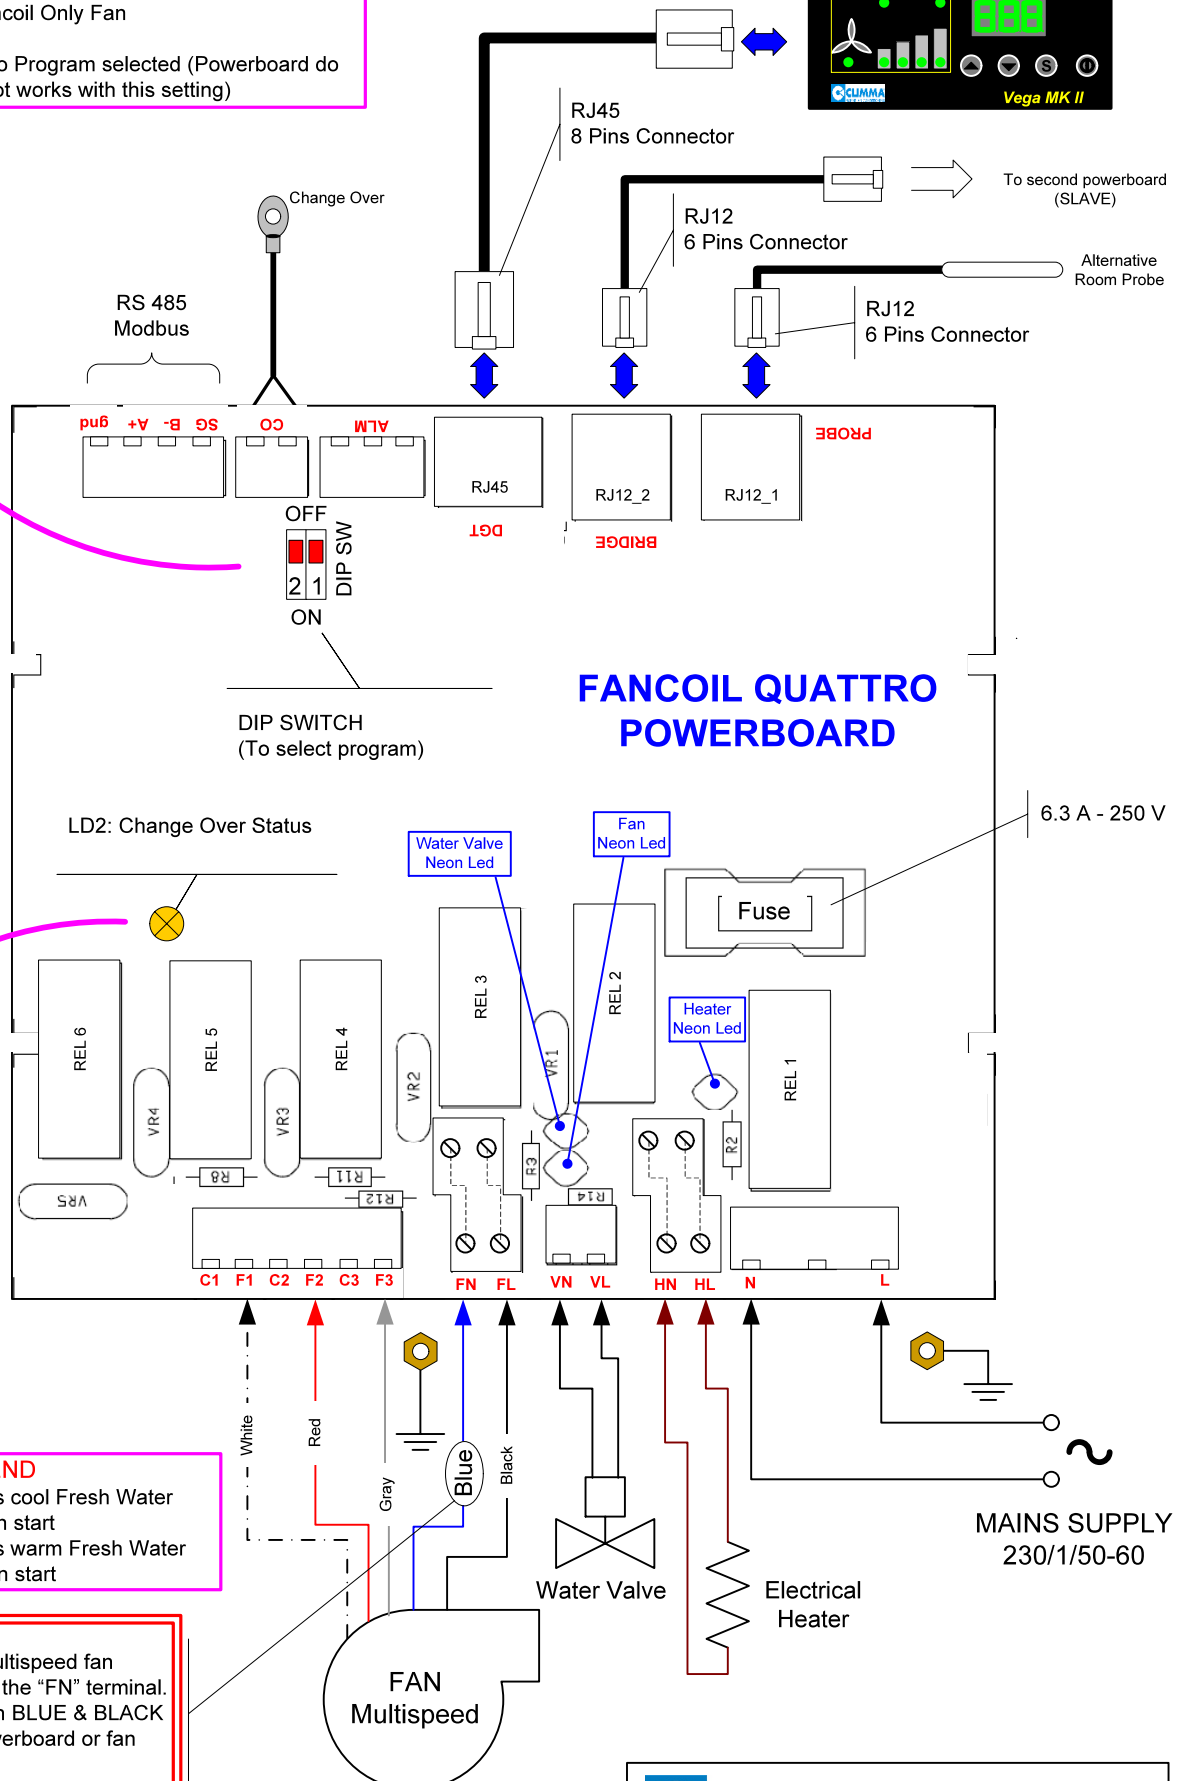 Only Fan
Program selected (Powerboard do
works with this setting)
888
S
CLIMMA
Vega MK II
RJ45
8 Pins Connector
To second powerboard
(SLAVE)
Change Over
RJ12
6 Pins Connector
Alternative
Room Probe
RS 485
Modbus
RJ12
6 Pins Connector
gnd
A+
B-
SG
CO
ALM
PROBE
RJ45
RJ12_2
RJ12_1
DGT
BRIDGE
OFF
2 1
DIP SW
ON
FANCOIL QUATTRO
POWERBOARD
DIP SWITCH
(To select program)
LD2: Change Over Status
Water Valve
Neon Led
Fan
Neon Led
6.3 A - 250 V
Fuse
Heater
Neon Led
REL 6
REL 5
REL 4
REL 3
REL 2
REL 1
VR4
VR3
VR2
VR1
VR5
R8
R11
R12
R3
R14
R2
C1
F1
C2
F2
C3
F3
FN
FL
VN
VL
HN
HL
N
L
White
Red
Gray
Blue
Black
cool Fresh Water
start
warm Fresh Water
start
MAINS SUPPLY
230/1/50-60
Water Valve
Electrical
Heater
fan
the “FN” terminal.
BLUE & BLACK
or fan
FAN
Multispeed